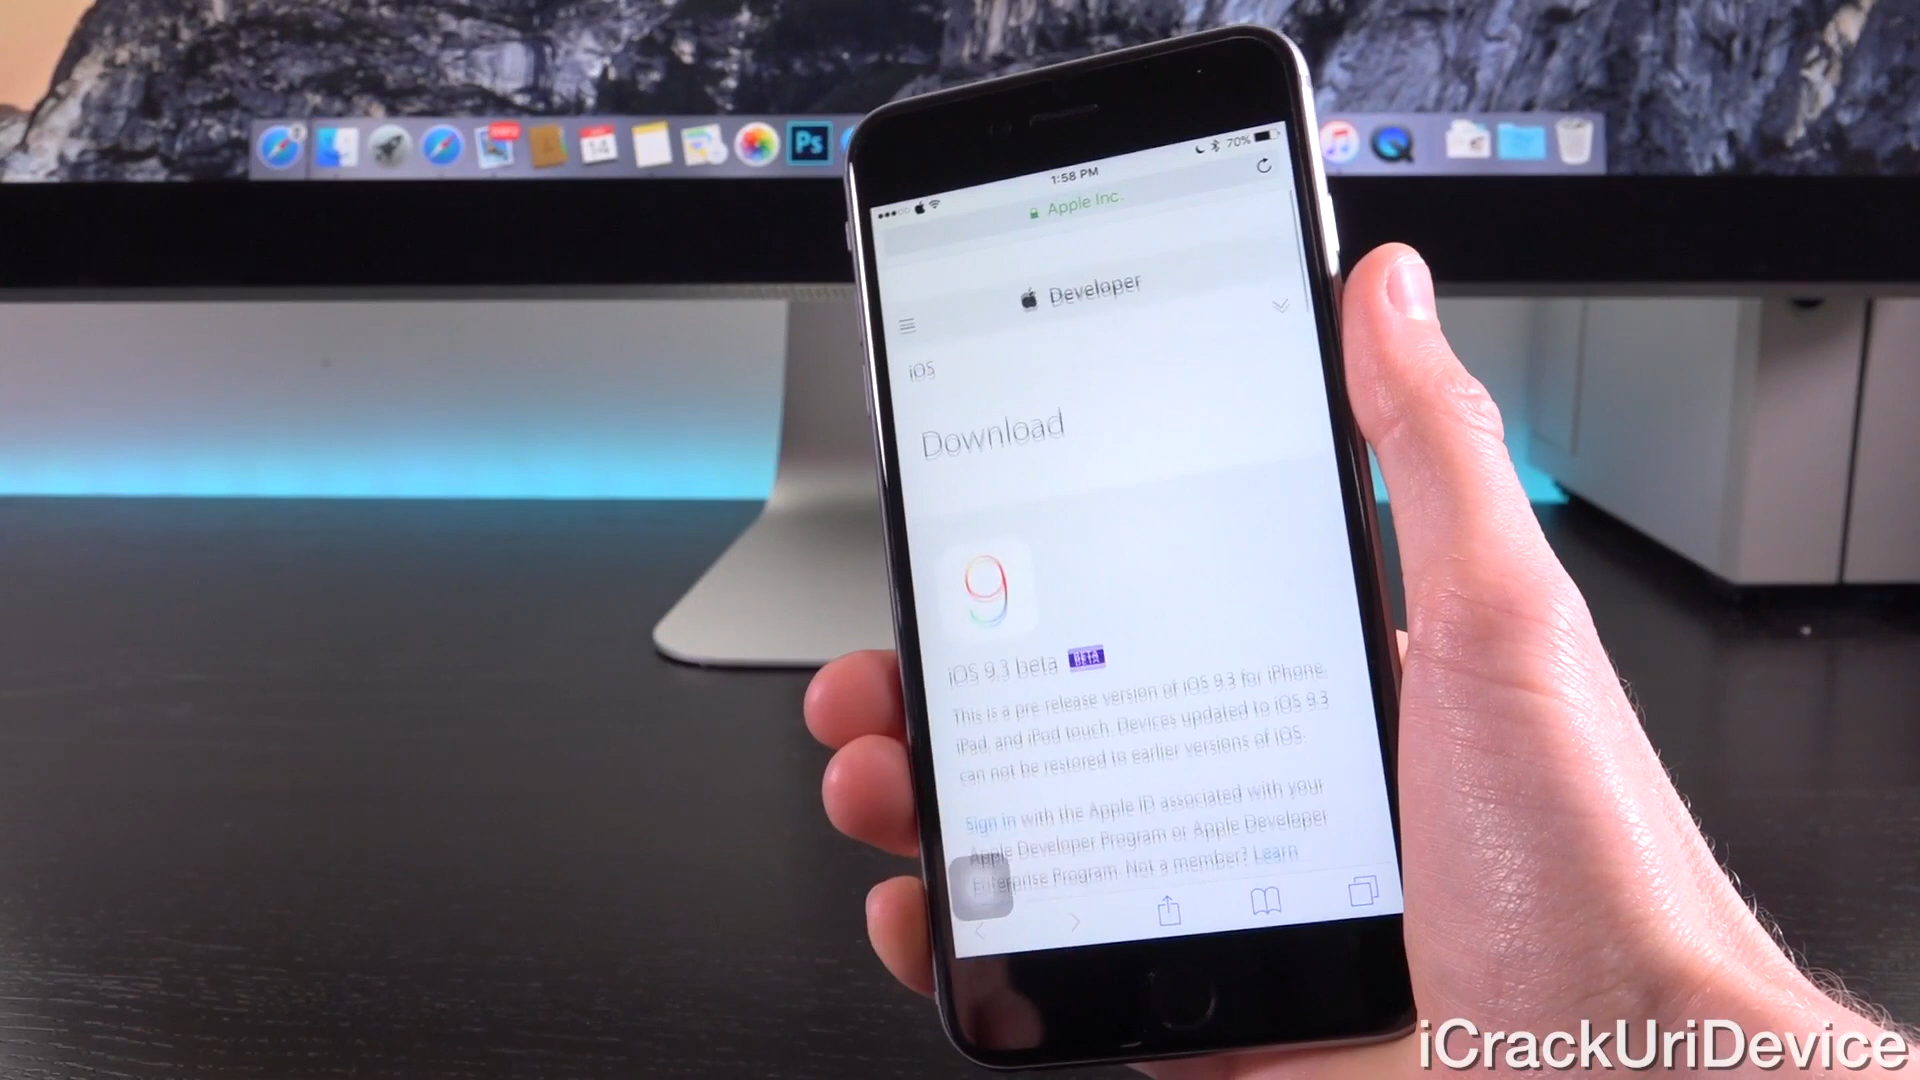 14
Ps
1:58 PM
70%
Apple Inc.
Developer
iOS
Download
9
iOS 9.3 beta BETA
This is a pre-release version of iOS 9.3 for iPhone,
iPad, and iPod touch. Devices updated to iOS 9.3
can not be restored to earlier versions of iOS.
Sign in with the Apple ID associated with your
Apple Developer Program or Apple Developer
Enterprise Program. Not a member? Learn
iCrackUriDevice